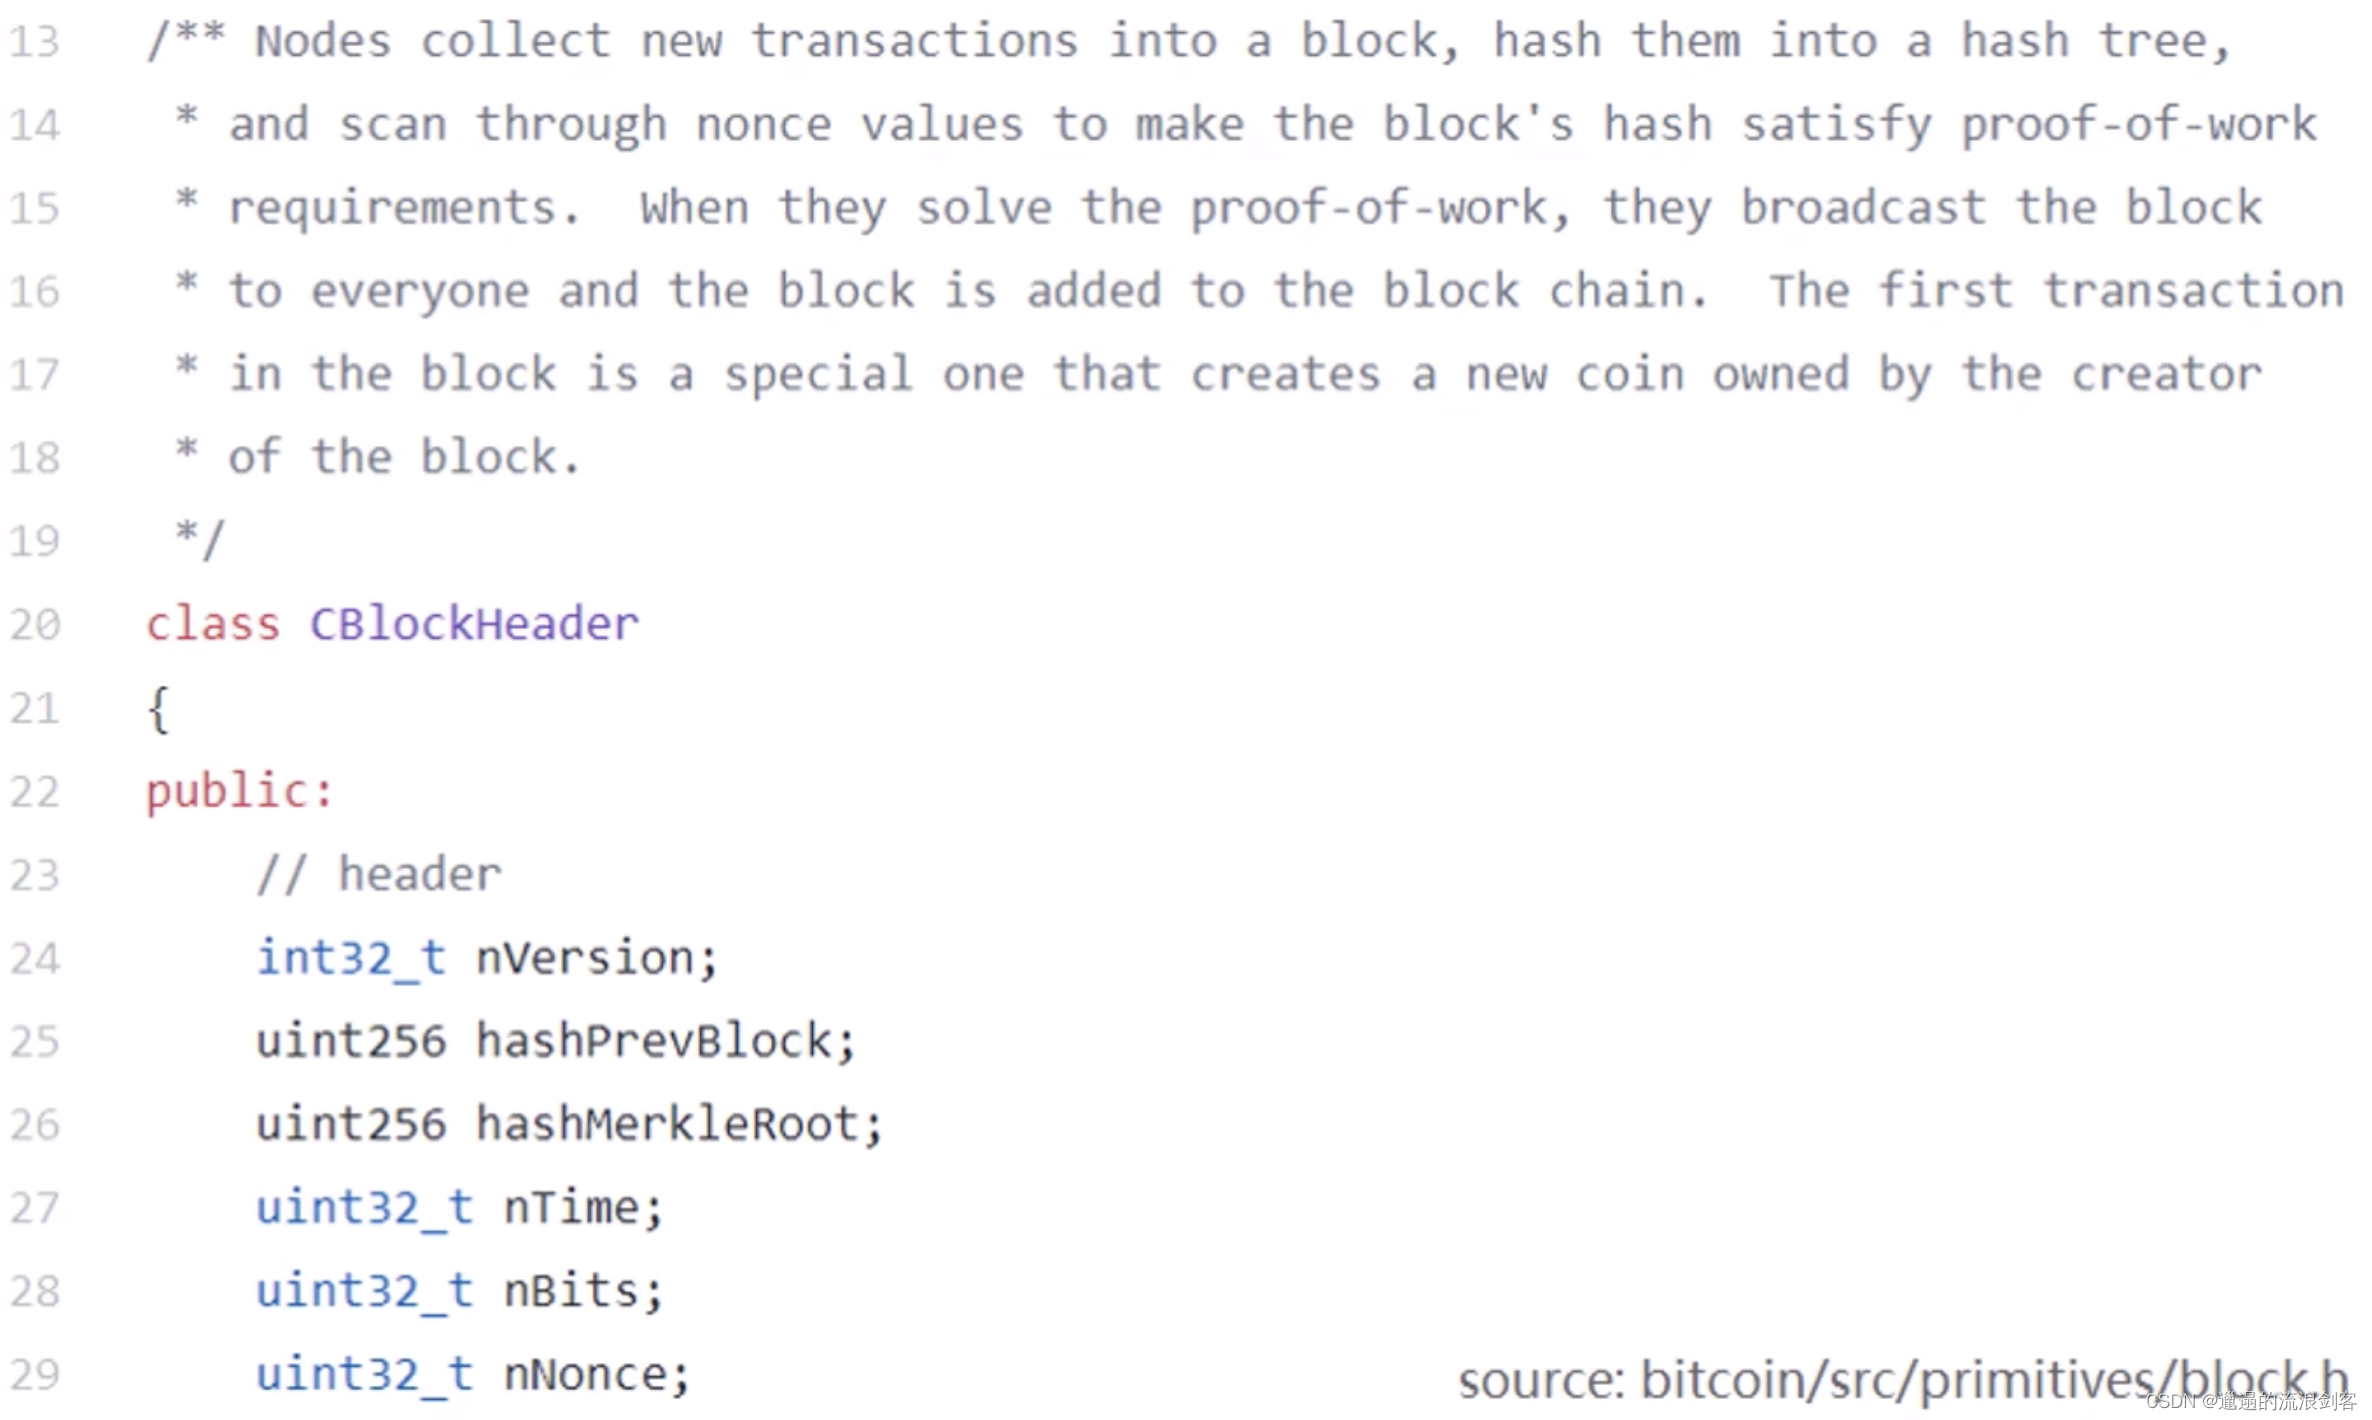 13 /** Nodes collect new transactions into a block, hash them into a hash tree,
14 * and scan through nonce values to make the block's hash satisfy proof-of-work
15 * requirements.  When they solve the proof-of-work, they broadcast the block
16 * to everyone and the block is added to the block chain.  The first transaction
17 * in the block is a special one that creates a new coin owned by the creator
18 * of the block.
19 */
20 class CBlockHeader
21 {
22 public:
23 // header
24 int32_t nVersion;
25 uint256 hashPrevBlock;
26 uint256 hashMerkleRoot;
27 uint32_t nTime;
28 uint32_t nBits;
29 uint32_t nNonce;
source: bitcoin/src/primitives/block.h
CSDN @邋遢的流浪剑客